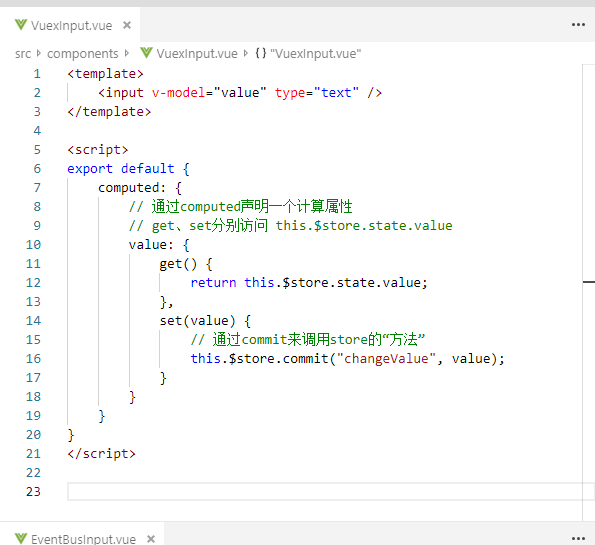 VuexInput.vue ×
src components VuexInput.vue {} "VuexInput.vue"
1 <template>
2     <input v-model="value" type="text" />
3 </template>
4
5 <script>
6 export default {
7     computed: {
8         // 通过computed声明一个计算属性
9         // get、set分别访问 this.$store.state.value
10         value: {
11             get() {
12                 return this.$store.state.value;
13             },
14             set(value) {
15                 // 通过commit来调用store的“方法”
16                 this.$store.commit("changeValue", value);
17             }
18         }
19     }
20 }
21 </script>
22
23
EventBusInput.vue ×